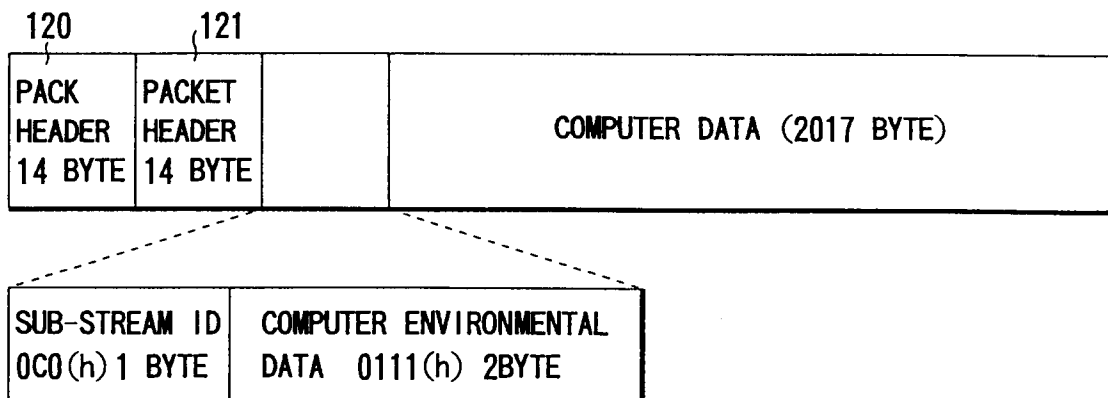 120
121
PACK
HEADER
14 BYTE
PACKET
HEADER
14 BYTE
COMPUTER DATA (2017 BYTE)
SUB-STREAM ID
0C0(h) 1 BYTE
COMPUTER ENVIRONMENTAL
DATA 0111(h) 2BYTE